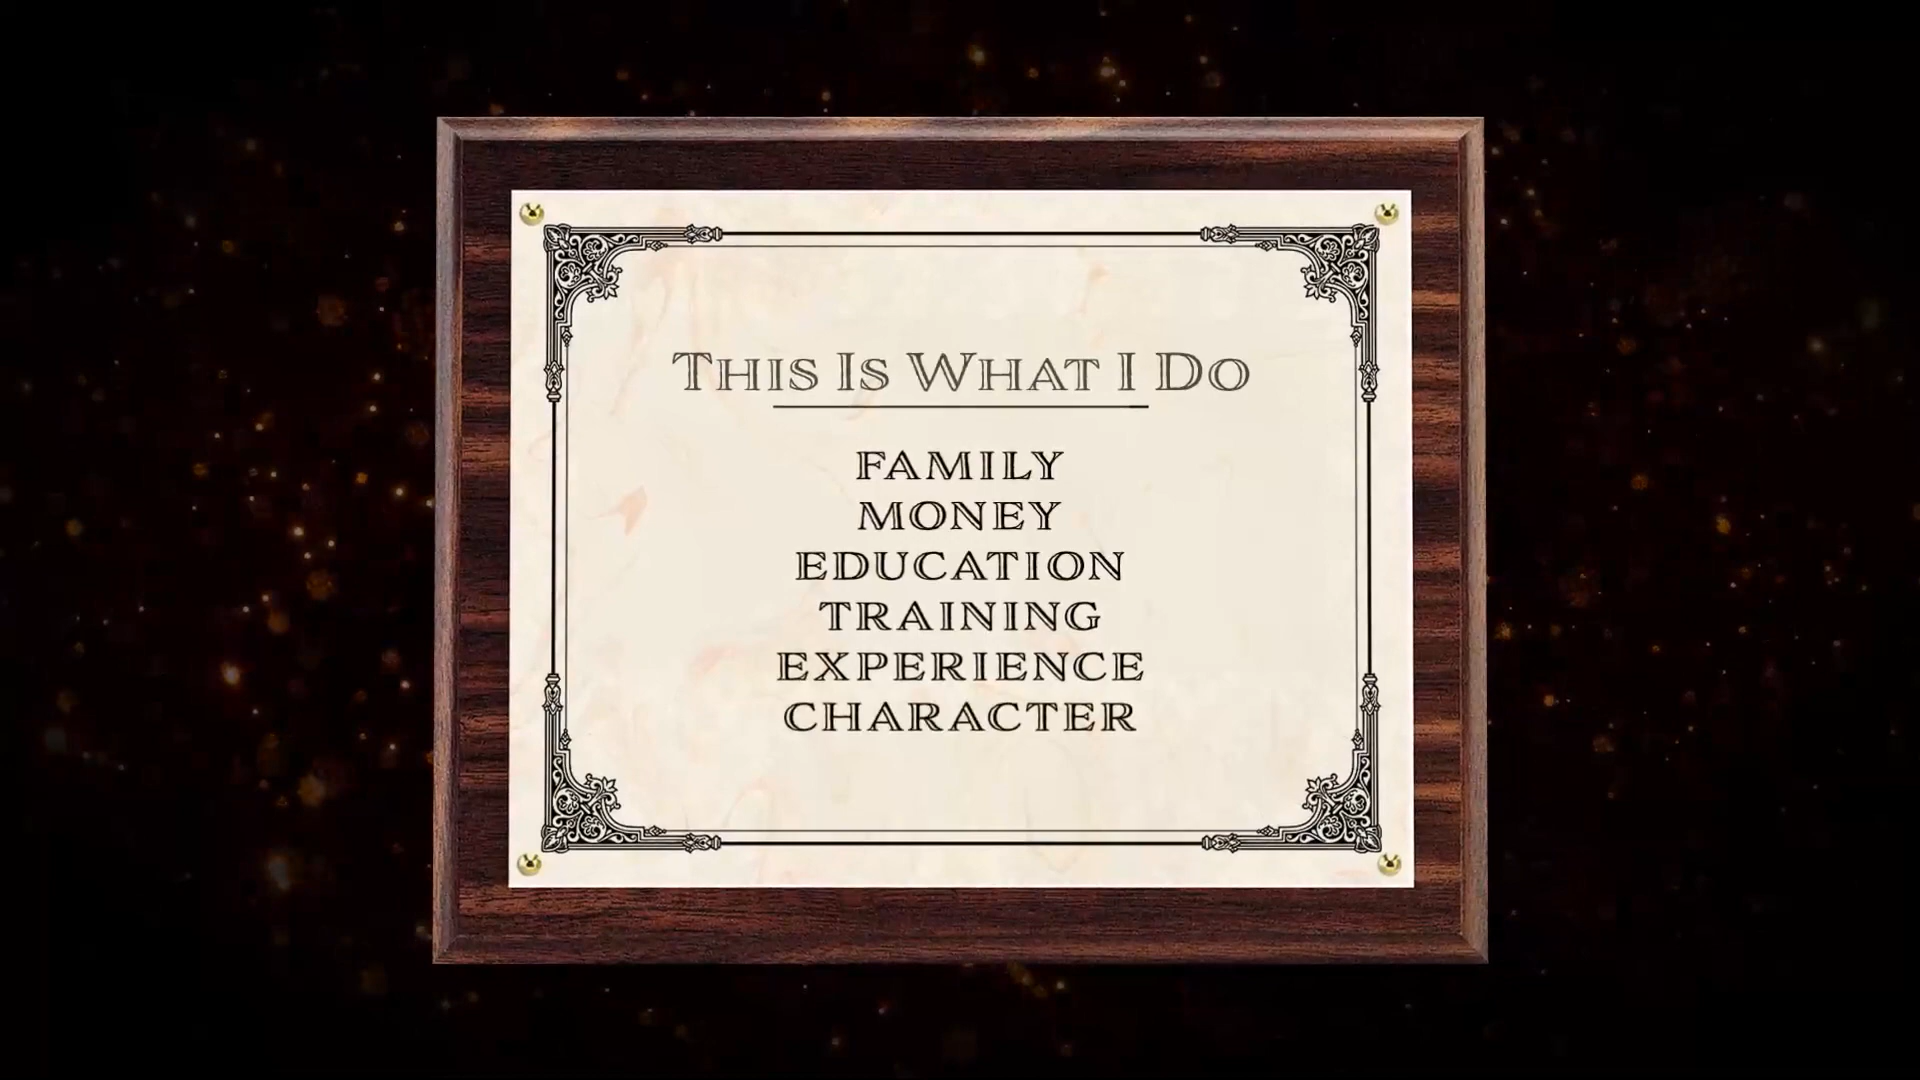 This Is What I Do
FAMILY
MONEY
EDUCATION
TRAINING
EXPERIENCE
CHARACTER